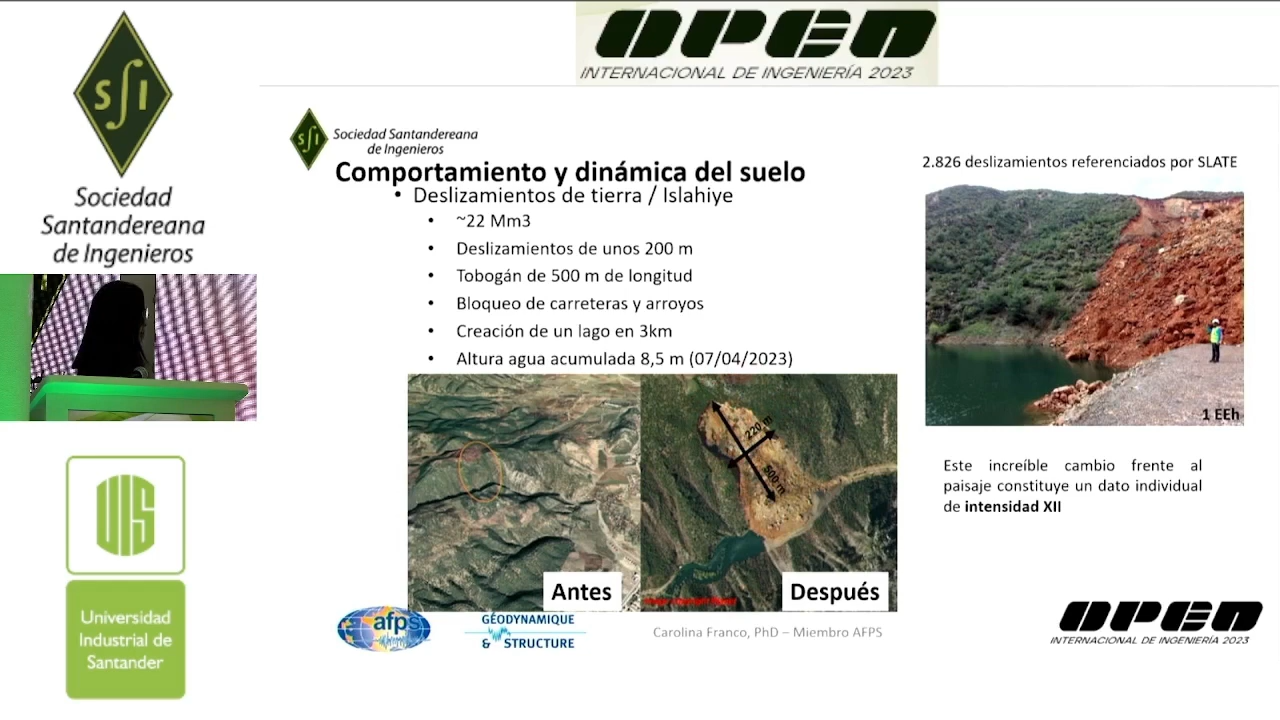 OPEN
INTERNACIONAL DE INGENIERÍA 2023
SSI
Sociedad
Santandereana
de Ingenieros
UIS
Universidad
Industrial de
Santander
SSI
Sociedad Santandereana
de Ingenieros
Comportamiento y dinámica del suelo
• Deslizamientos de tierra / Islahiye
• ~22 Mm3
• Deslizamientos de unos 200 m
• Tobogán de 500 m de longitud
• Bloqueo de carreteras y arroyos
• Creación de un lago en 3km
• Altura agua acumulada 8,5 m (07/04/2023)
220 m
500 m
Antes
Después
2.826 deslizamientos referenciados por SLATE
1 EEh
Este increíble cambio frente al
paisaje constituye un dato individual
de intensidad XII
afps
GÉODYNAMIQUE
& STRUCTURE
Carolina Franco, PhD – Miembro AFPS
OPEN
INTERNACIONAL DE INGENIERÍA 2023